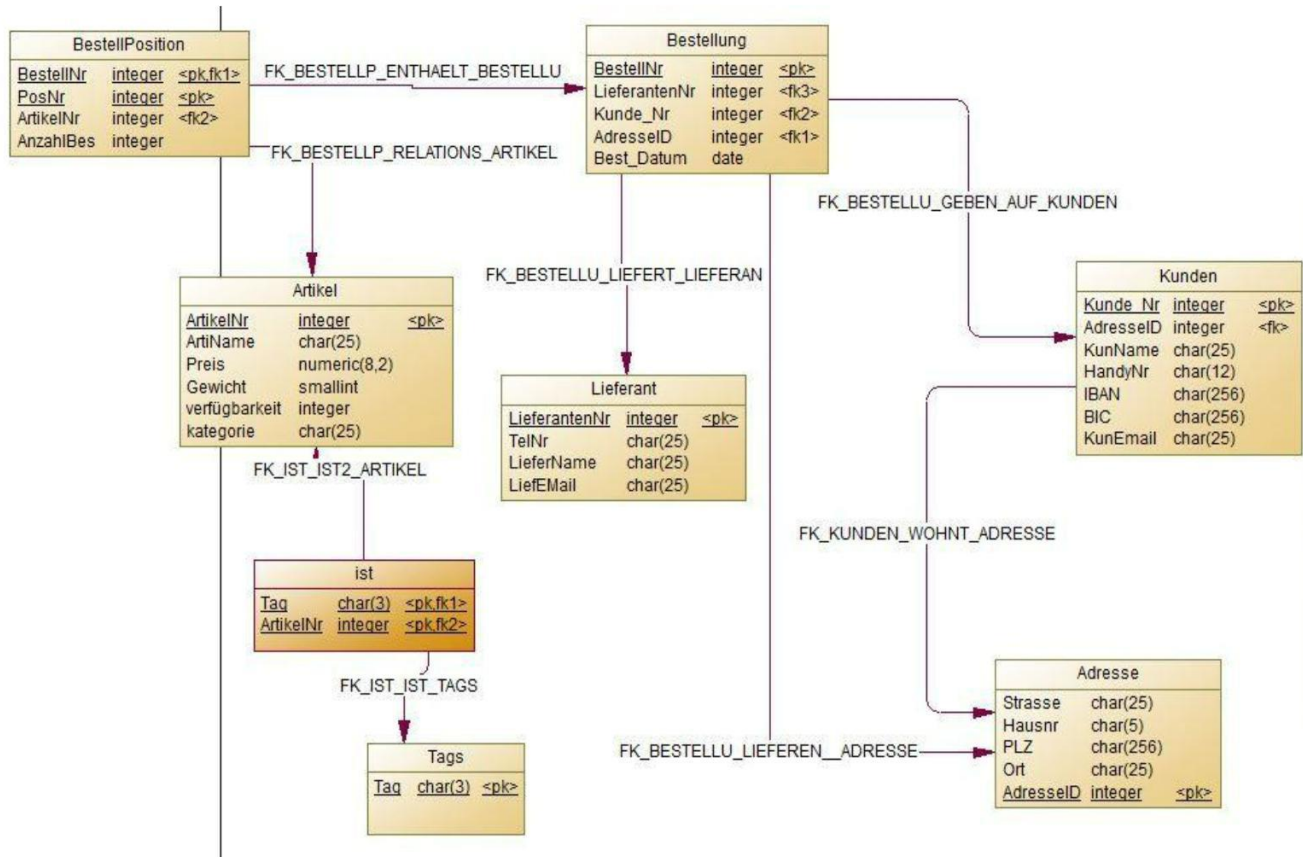 BestellPosition
BestellNr integer <pk,fk1>
PosNr integer <pk>
ArtikelNr integer <fk2>
AnzahlBes integer
FK_BESTELLP_ENTHAELT_BESTELLU
Bestellung
BestellNr integer <pk>
LieferantenNr integer <fk3>
Kunde_Nr integer <fk2>
AdresseID integer <fk1>
Best_Datum date
FK_BESTELLP_RELATIONS_ARTIKEL
FK_BESTELLU_GEBEN_AUF_KUNDEN
FK_BESTELLU_LIEFERT_LIEFERAN
Artikel
ArtikelNr integer <pk>
ArtiName char(25)
Preis numeric(8,2)
Gewicht smallint
verfügbarkeit integer
kategorie char(25)
Kunden
Kunde_Nr integer <pk>
AdresseID integer <fk>
KunName char(25)
HandyNr char(12)
IBAN char(256)
BIC char(256)
KunEmail char(25)
Lieferant
LieferantenNr integer <pk>
TelNr char(25)
LieferName char(25)
LiefEMail char(25)
FK_IST_IST2_ARTIKEL
FK_KUNDEN_WOHNT_ADRESSE
ist
Tag char(3) <pk,fk1>
ArtikelNr integer <pk,fk2>
FK_IST_IST_TAGS
Tags
Tag char(3) <pk>
FK_BESTELLU_LIEFEREN__ADRESSE
Adresse
Strasse char(25)
Hausnr char(5)
PLZ char(256)
Ort char(25)
AdresseID integer <pk>